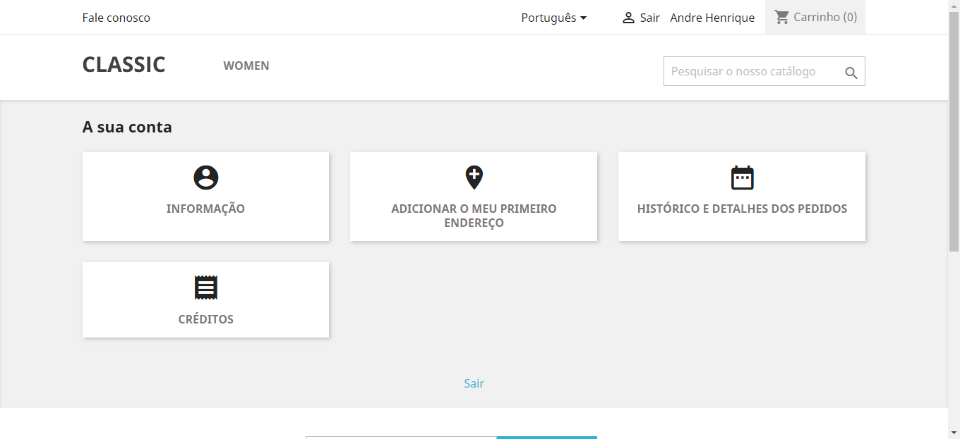 Fale conosco
Português
Sair
Andre Henrique
Carrinho (0)
CLASSIC
WOMEN
Pesquisar o nosso catálogo
A sua conta
INFORMAÇÃO
ADICIONAR O MEU PRIMEIRO
ENDEREÇO
HISTÓRICO E DETALHES DOS PEDIDOS
CRÉDITOS
Sair